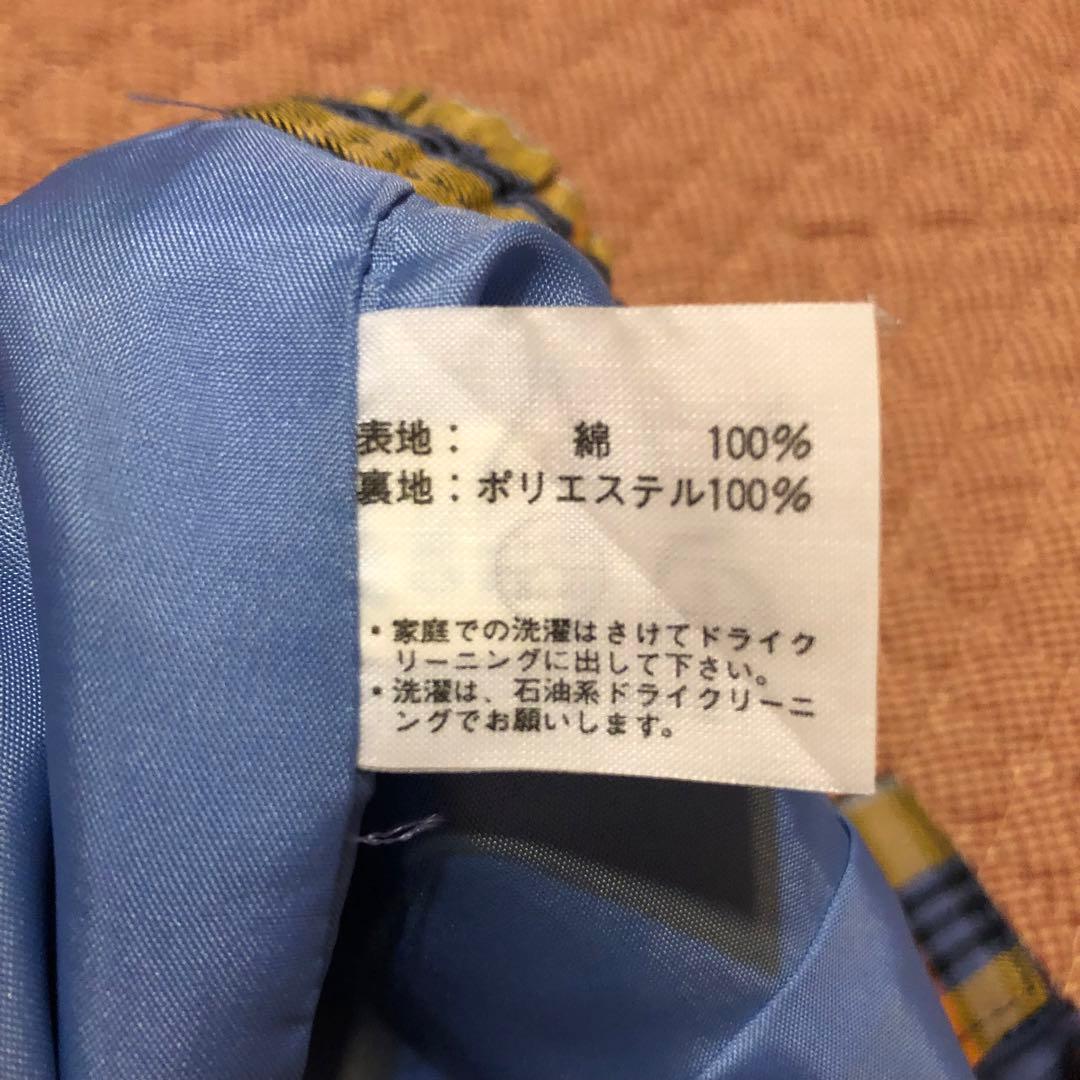 表地： 綿 100%
裏地：ポリエステル100%
・家庭での洗濯はさけてドライク
リーニングに出して下さい。
・洗濯は、石油系ドライクリーニ
ングでお願いします。